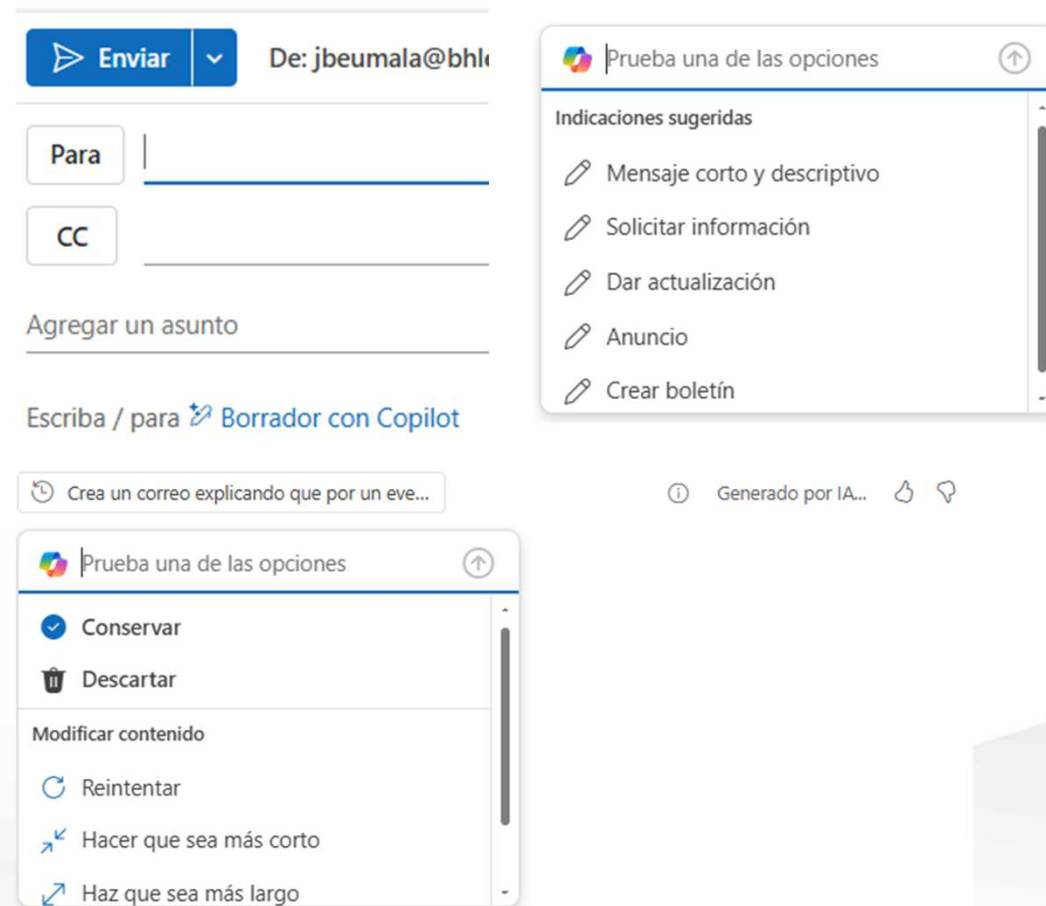 Enviar
De: jbeumala@bhle
Para
CC
Agregar un asunto
Escriba / para Borrador con Copilot
Prueba una de las opciones
Indicaciones sugeridas
Mensaje corto y descriptivo
Solicitar información
Dar actualización
Anuncio
Crear boletín
Crea un correo explicando que por un eve...
Generado por IA...
Prueba una de las opciones
Conservar
Descartar
Modificar contenido
Reintentar
Hacer que sea más corto
Haz que sea más largo